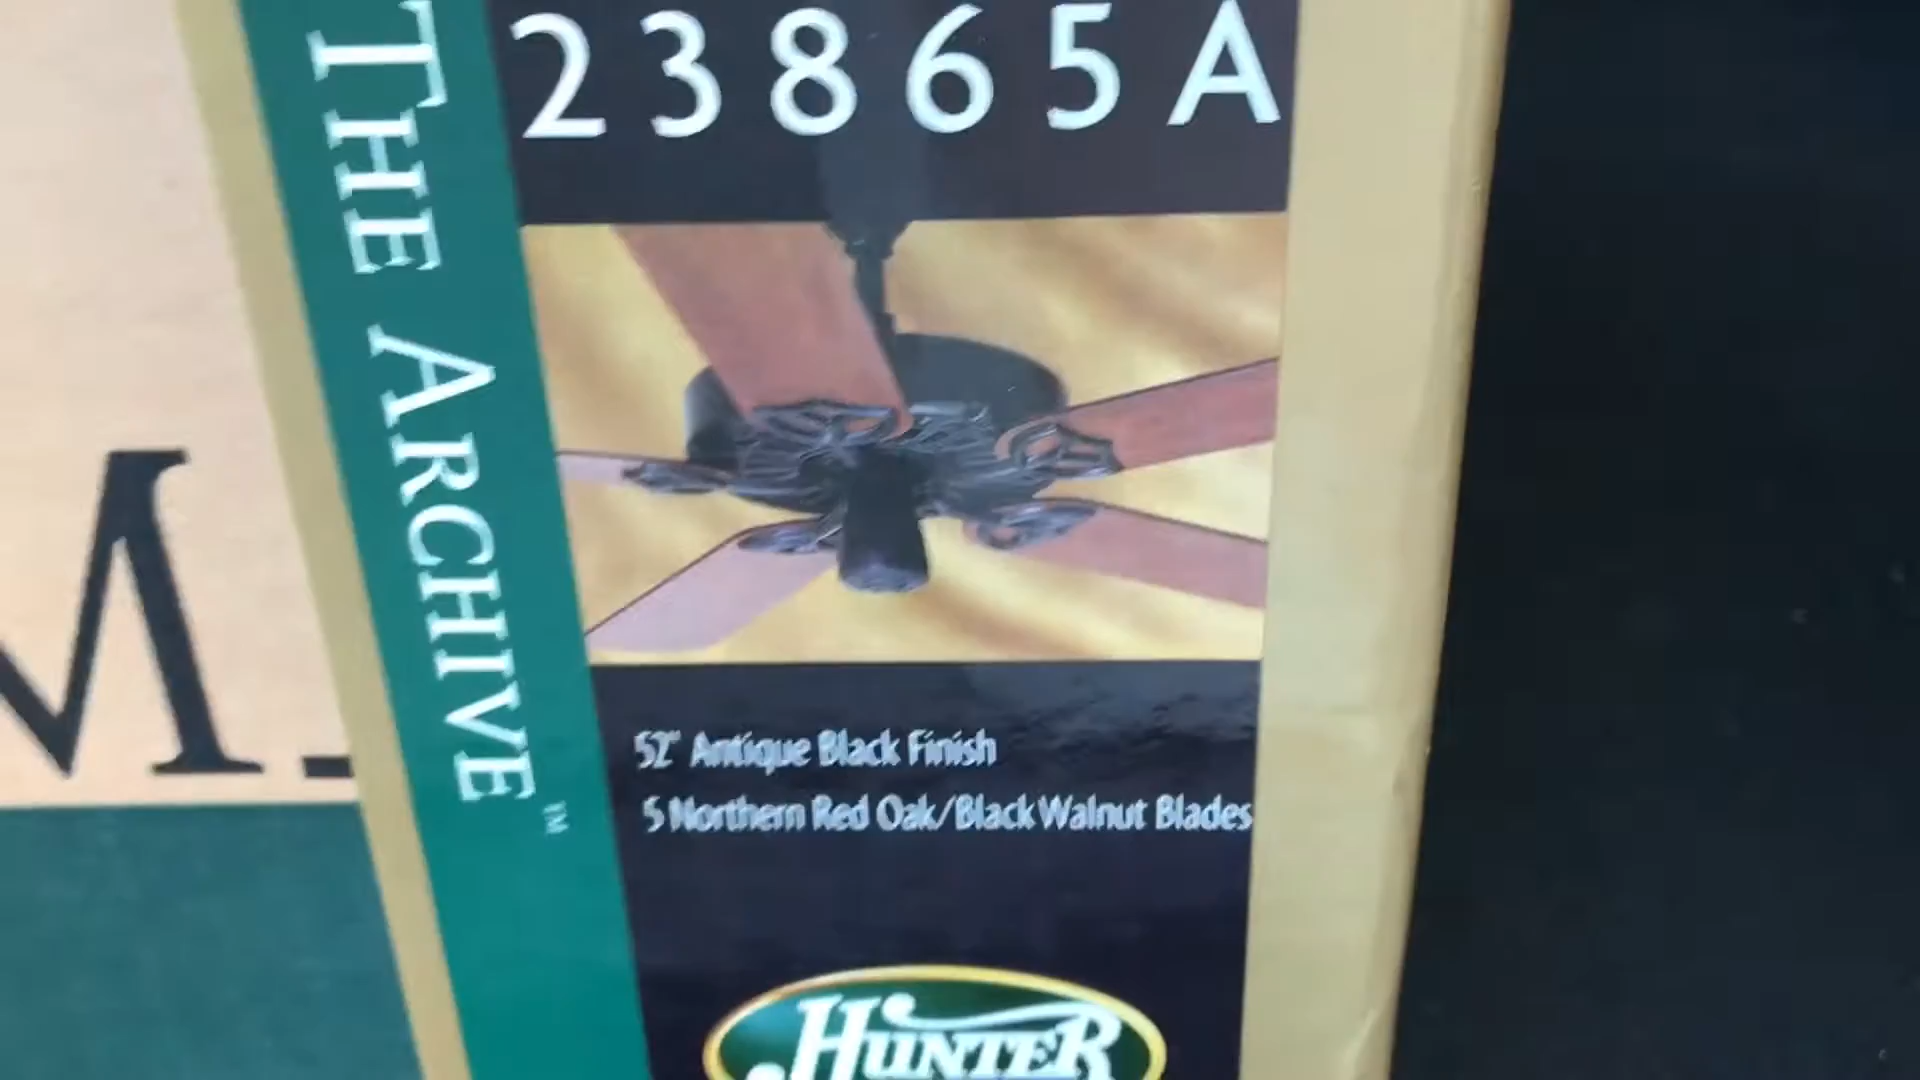 23865A
THE ARCHIVE™
52" Antique Black Finish
5 Northern Red Oak/Black Walnut Blades
HUNTER